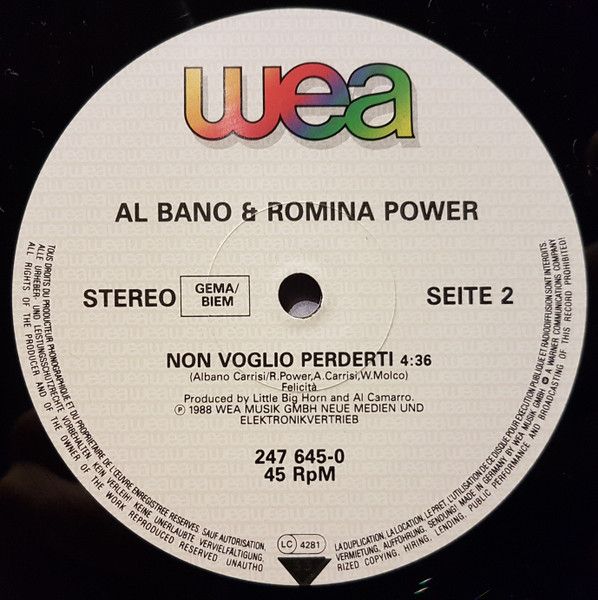 wea
AL BANO & ROMINA POWER
STEREO
GEMA/
BIEM
SEITE 2
NON VOGLIO PERDERTI 4:36
(Albano Carrisi/R.Power,A.Carrisi,W.Molco)
Felicità
Produced by Little Big Horn and Al Camarro.
℗ 1988 WEA MUSIK GMBH NEUE MEDIEN UND
ELEKTRONIKVERTRIEB
247 645-0
45 RpM
LC 4281
TOUS DROITS DU PRODUCTEUR PHONOGRAPHIQUE ET DU PROPRIETAIRE DE L'ŒUVRE ENREGISTREE RESERVES. SAUF AUTORISATION, LA DUPLICATION, LA LOCATION, LE PRET, L'UTILISATION DE CE DISQUE POUR EXECUTION PUBLIQUE ET RADIODIFFUSION SONT INTERDITS.
ALLE URHEBER- UND LEISTUNGSSCHUTZRECHTE VORBEHALTEN. KEIN VERLEIH! KEINE UNERLAUBTE VERVIELFÄLTIGUNG, VERMIETUNG, AUFFÜHRUNG, SENDUNG! MADE IN GERMANY BY WEA MUSIK GMBH. A WARNER COMMUNICATIONS COMPANY
ALL RIGHTS OF THE PRODUCER AND OF THE OWNER OF THE WORK REPRODUCED RESERVED UNAUTHORIZED COPYING, HIRING, LENDING, PUBLIC PERFORMANCE AND BROADCASTING OF THIS RECORD PROHIBITED!